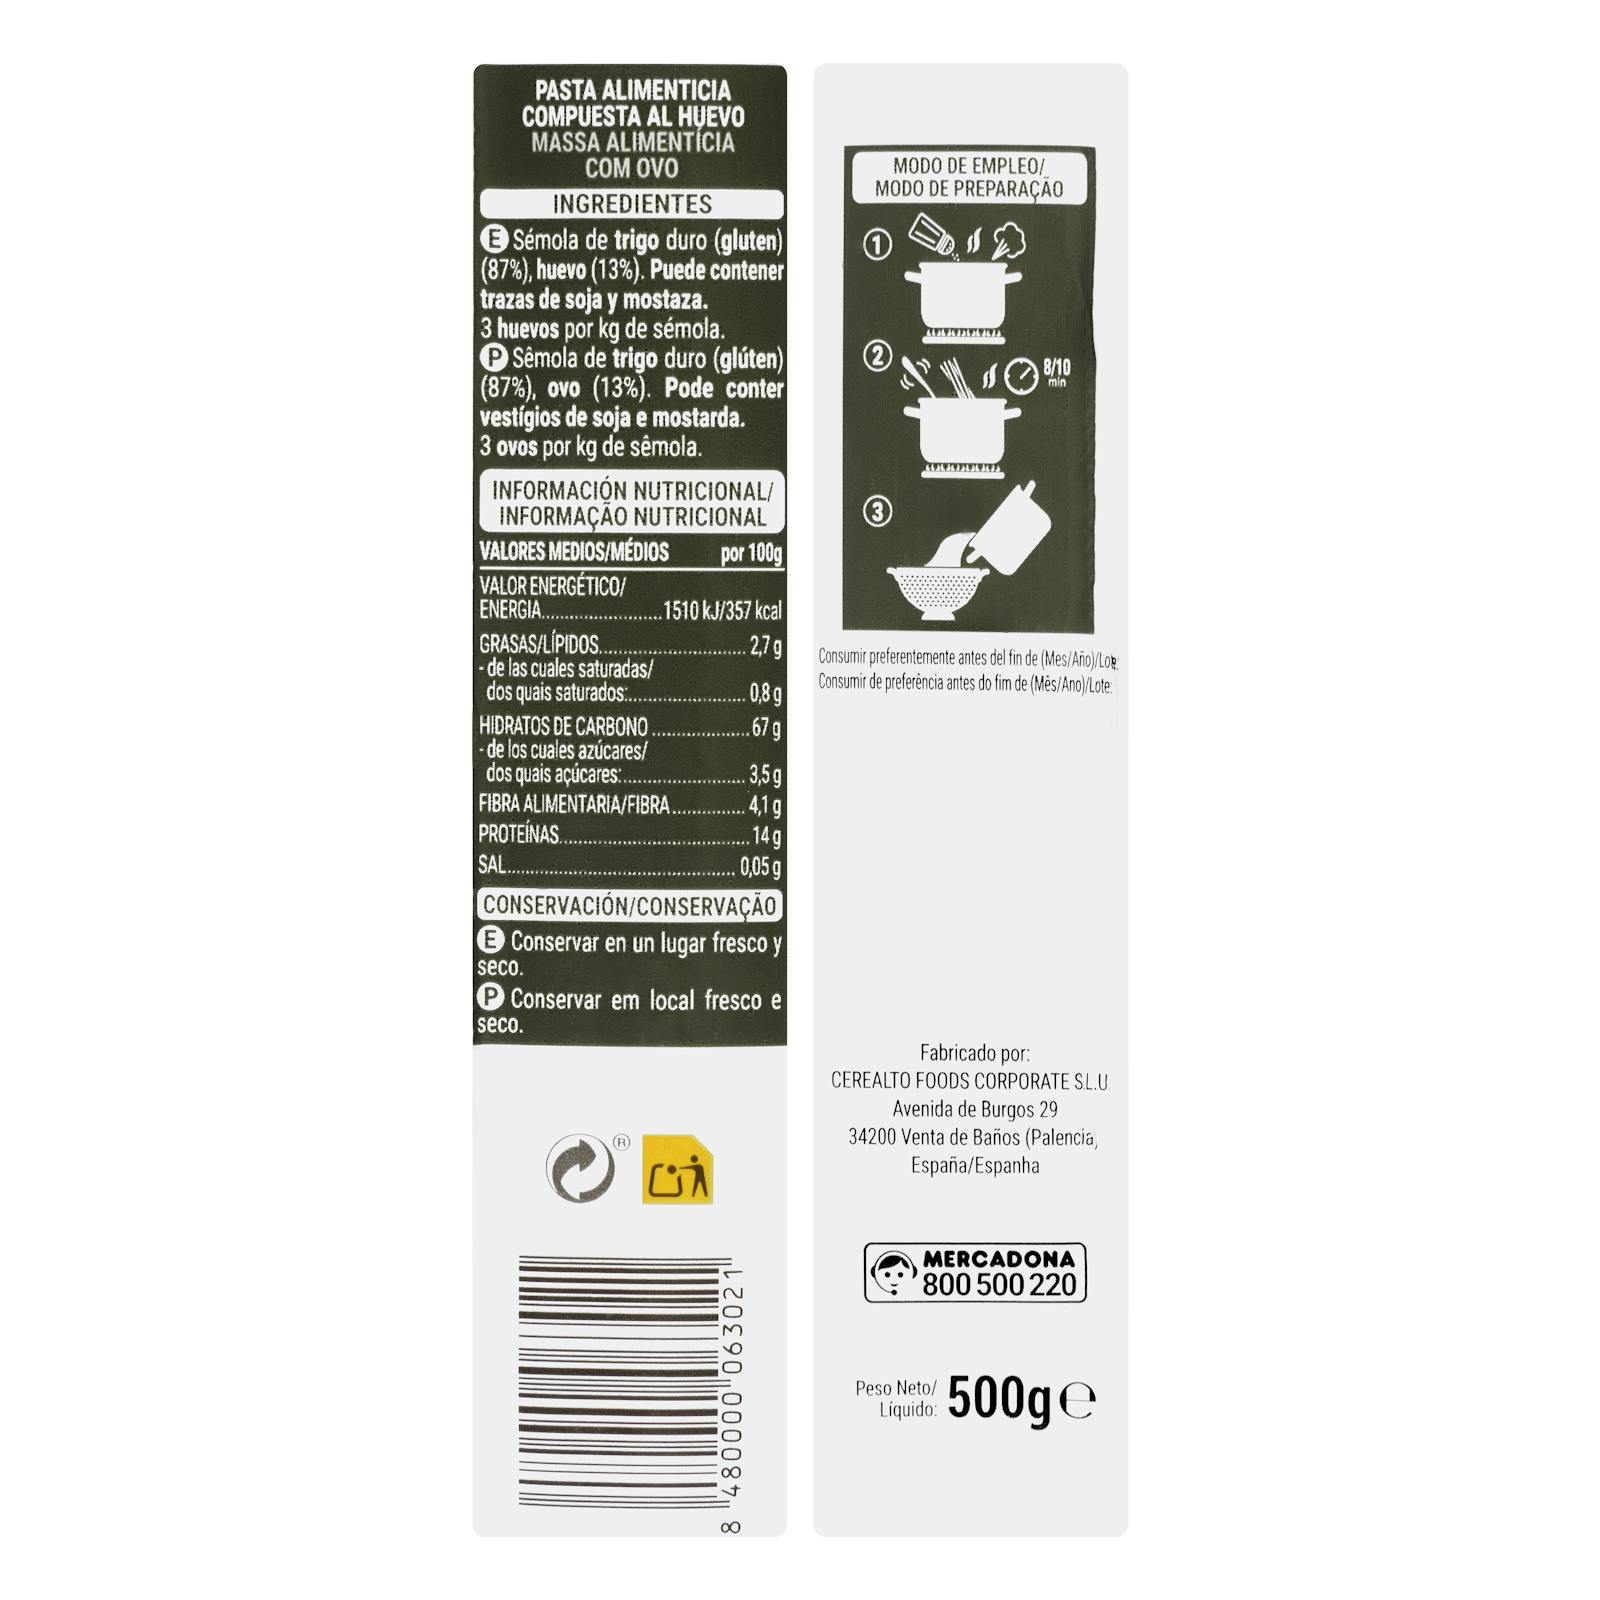 PASTA ALIMENTICIA
COMPUESTA AL HUEVO
MASSA ALIMENTÍCIA
COM OVO
INGREDIENTES
E Sémola de trigo duro (gluten)
(87%), huevo (13%). Puede contener
trazas de soja y mostaza.
3 huevos por kg de sémola.
P Sêmola de trigo duro (glúten)
(87%), ovo (13%). Pode conter
vestígios de soja e mostarda.
3 ovos por kg de sêmola.
INFORMACIÓN NUTRICIONAL/
INFORMAÇÃO NUTRICIONAL
VALORES MEDIOS/MÉDIOS por 100g
VALOR ENERGÉTICO/
ENERGIA....................1510 kJ/357 kcal
GRASAS/LÍPIDOS........................ 2,7 g
- de las cuales saturadas/
dos quais saturados:................... 0,8 g
HIDRATOS DE CARBONO ................ 67 g
- de los cuales azúcares/
dos quais açúcares:.................... 3,5 g
FIBRA ALIMENTARIA/FIBRA............ 4,1 g
PROTEÍNAS............................... 14 g
SAL..................................... 0,05 g
CONSERVACIÓN/CONSERVAÇÃO
E Conservar en un lugar fresco y
seco.
P Conservar em local fresco e
seco.
®
8 480000 063021
MODO DE EMPLEO/
MODO DE PREPARAÇÃO
1
2
8/10
min
3
Consumir preferentemente antes del fin de (Mes/Año)/Lote:
Consumir de preferência antes do fim de (Mês/Ano)/Lote:
Fabricado por:
CEREALTO FOODS CORPORATE S.L.U
Avenida de Burgos 29
34200 Venta de Baños (Palencia)
España/Espanha
MERCADONA
800 500 220
Peso Neto/
Líquido: 500g e